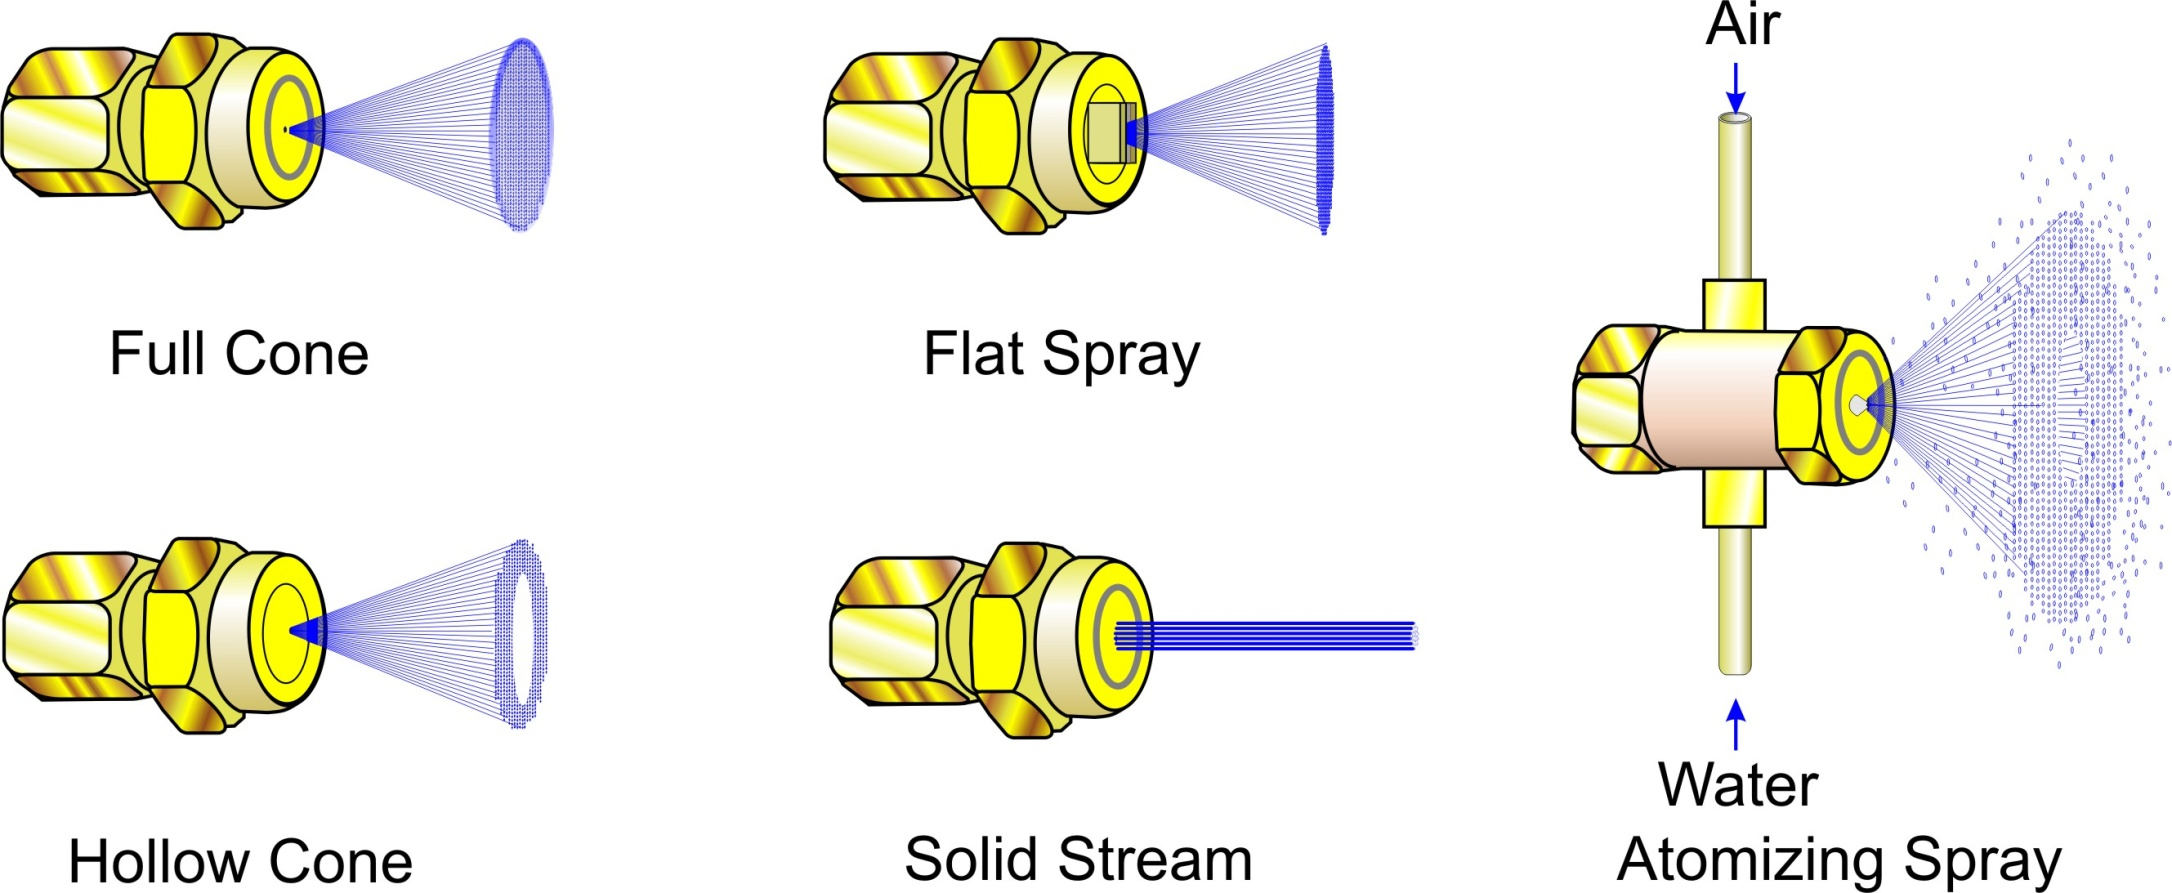 Air
Full Cone
Flat Spray
Water
Hollow Cone
Solid Stream
Atomizing Spray